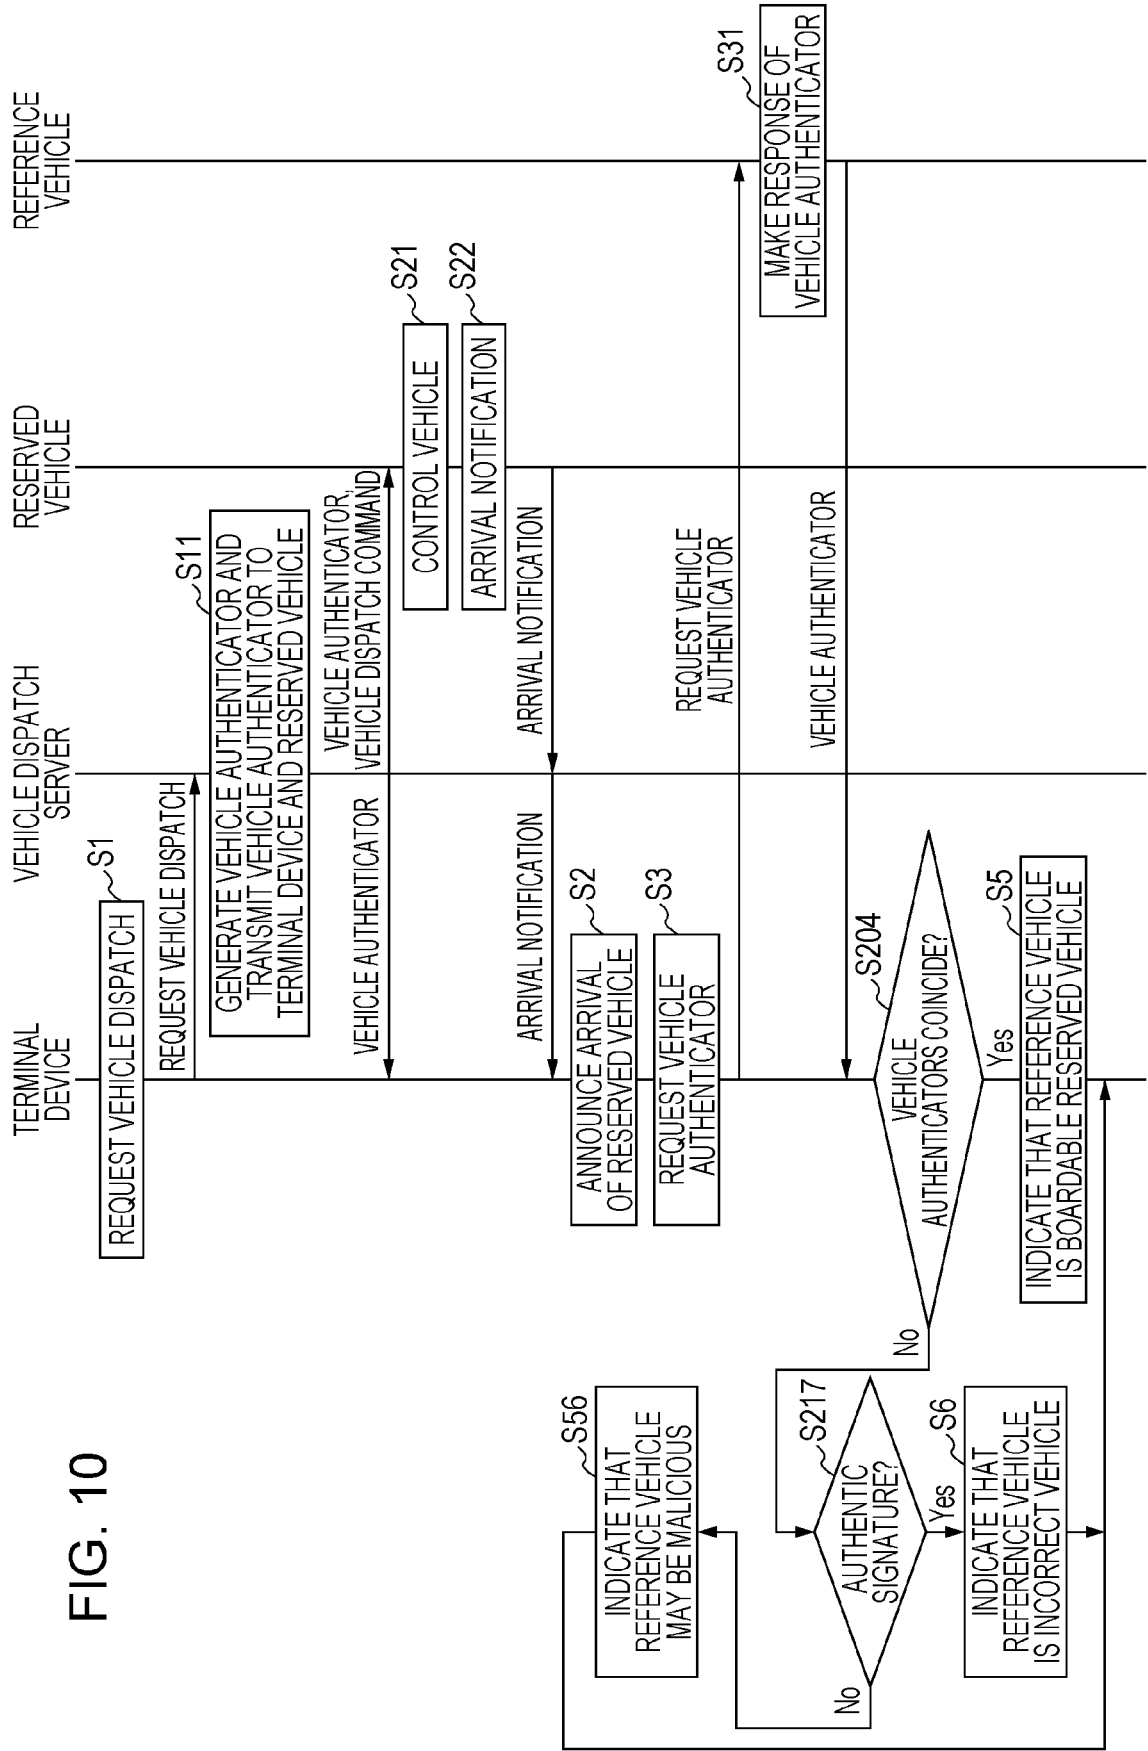 FIG. 10
TERMINAL
DEVICE
VEHICLE DISPATCH
SERVER
RESERVED
VEHICLE
REFERENCE
VEHICLE
S1
REQUEST VEHICLE DISPATCH
REQUEST VEHICLE DISPATCH
S11
GENERATE VEHICLE AUTHENTICATOR AND
TRANSMIT VEHICLE AUTHENTICATOR TO
TERMINAL DEVICE AND RESERVED VEHICLE
VEHICLE AUTHENTICATOR
VEHICLE AUTHENTICATOR,
VEHICLE DISPATCH COMMAND
S21
CONTROL VEHICLE
S22
ARRIVAL NOTIFICATION
ARRIVAL NOTIFICATION
ARRIVAL NOTIFICATION
S2
ANNOUNCE ARRIVAL
OF RESERVED VEHICLE
S3
REQUEST VEHICLE
AUTHENTICATOR
REQUEST VEHICLE
AUTHENTICATOR
S31
MAKE RESPONSE OF
VEHICLE AUTHENTICATOR
VEHICLE AUTHENTICATOR
S204
VEHICLE
AUTHENTICATORS COINCIDE?
No
Yes
S5
INDICATE THAT REFERENCE VEHICLE
IS BOARDABLE RESERVED VEHICLE
S56
INDICATE THAT
REFERENCE VEHICLE
MAY BE MALICIOUS
S217
AUTHENTIC
SIGNATURE?
No
Yes
S6
INDICATE THAT
REFERENCE VEHICLE
IS INCORRECT VEHICLE